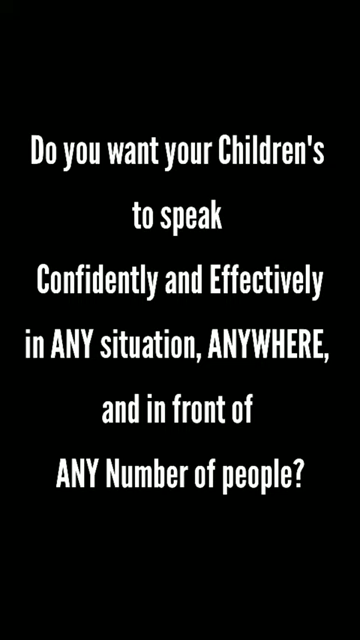 Do you want your Children's
to speak
Confidently and Effectively
in ANY situation, ANYWHERE,
and in front of
ANY Number of people?